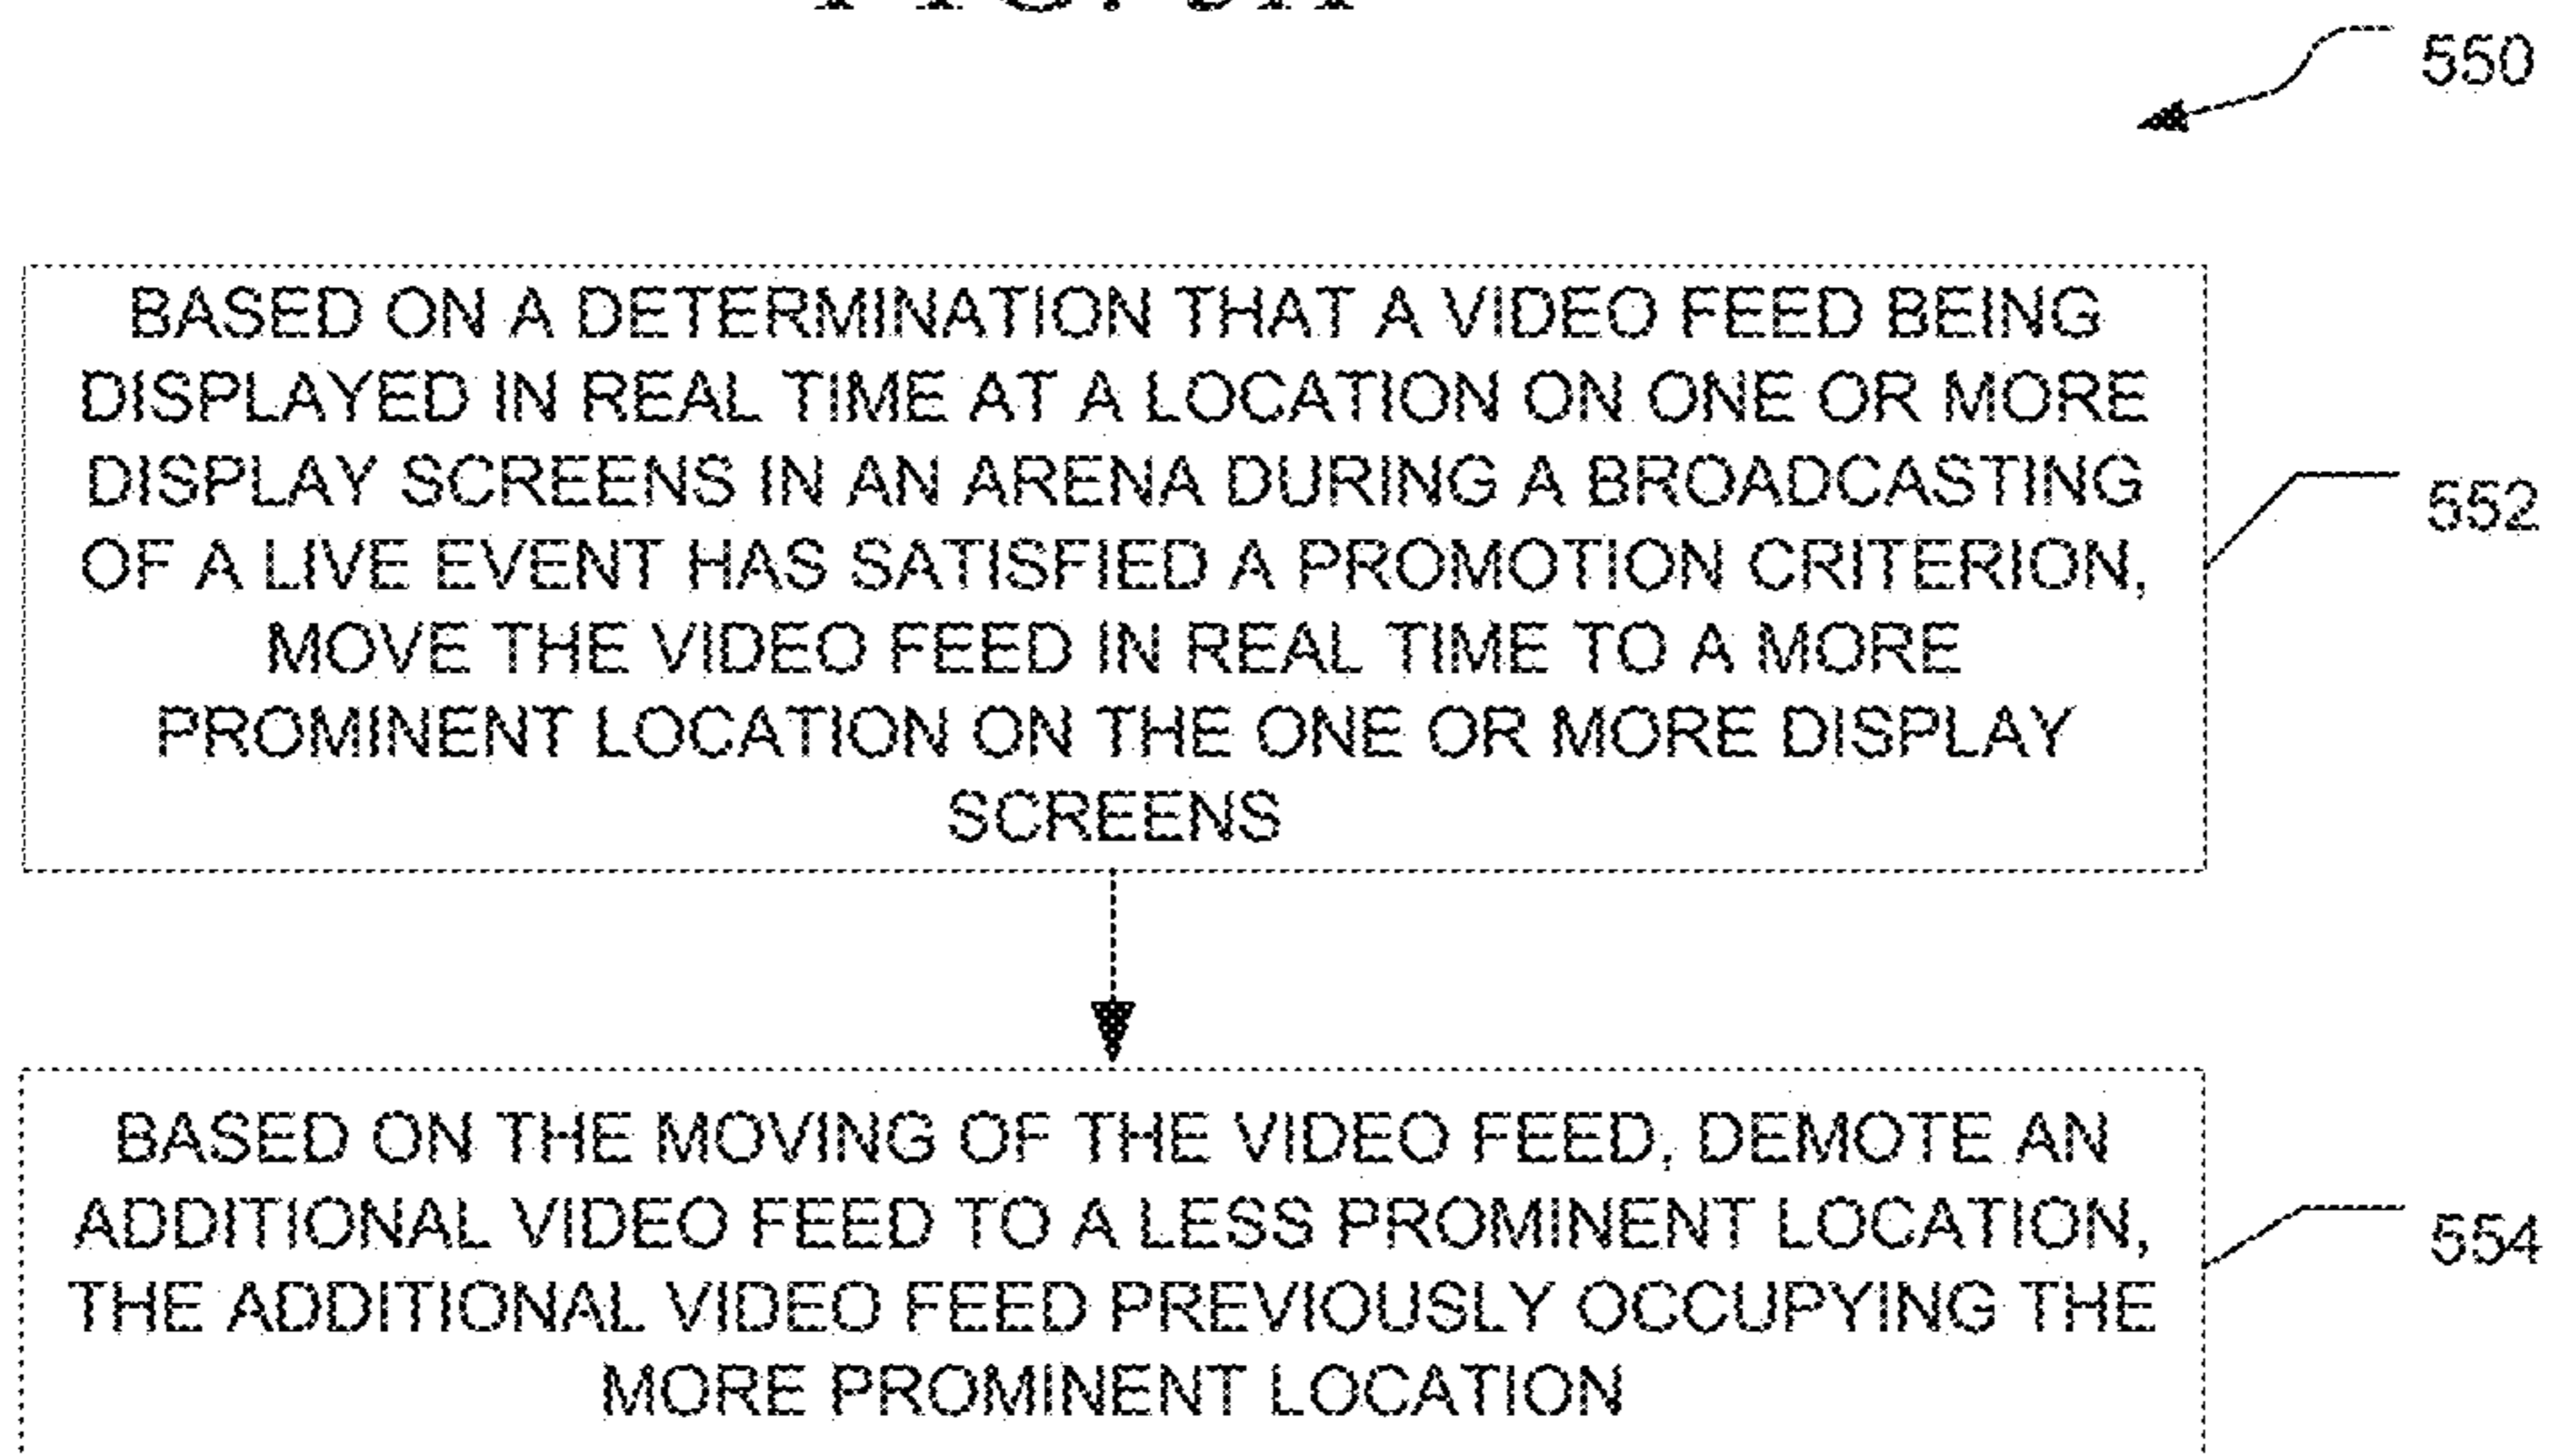 550
BASED ON A DETERMINATION THAT A VIDEO FEED BEING
DISPLAYED IN REAL TIME AT A LOCATION ON ONE OR MORE
DISPLAY SCREENS IN AN ARENA DURING A BROADCASTING
OF A LIVE EVENT HAS SATISFIED A PROMOTION CRITERION,
MOVE THE VIDEO FEED IN REAL TIME TO A MORE
PROMINENT LOCATION ON THE ONE OR MORE DISPLAY
SCREENS
552
BASED ON THE MOVING OF THE VIDEO FEED, DEMOTE AN
ADDITIONAL VIDEO FEED TO A LESS PROMINENT LOCATION,
THE ADDITIONAL VIDEO FEED PREVIOUSLY OCCUPYING THE
MORE PROMINENT LOCATION
554